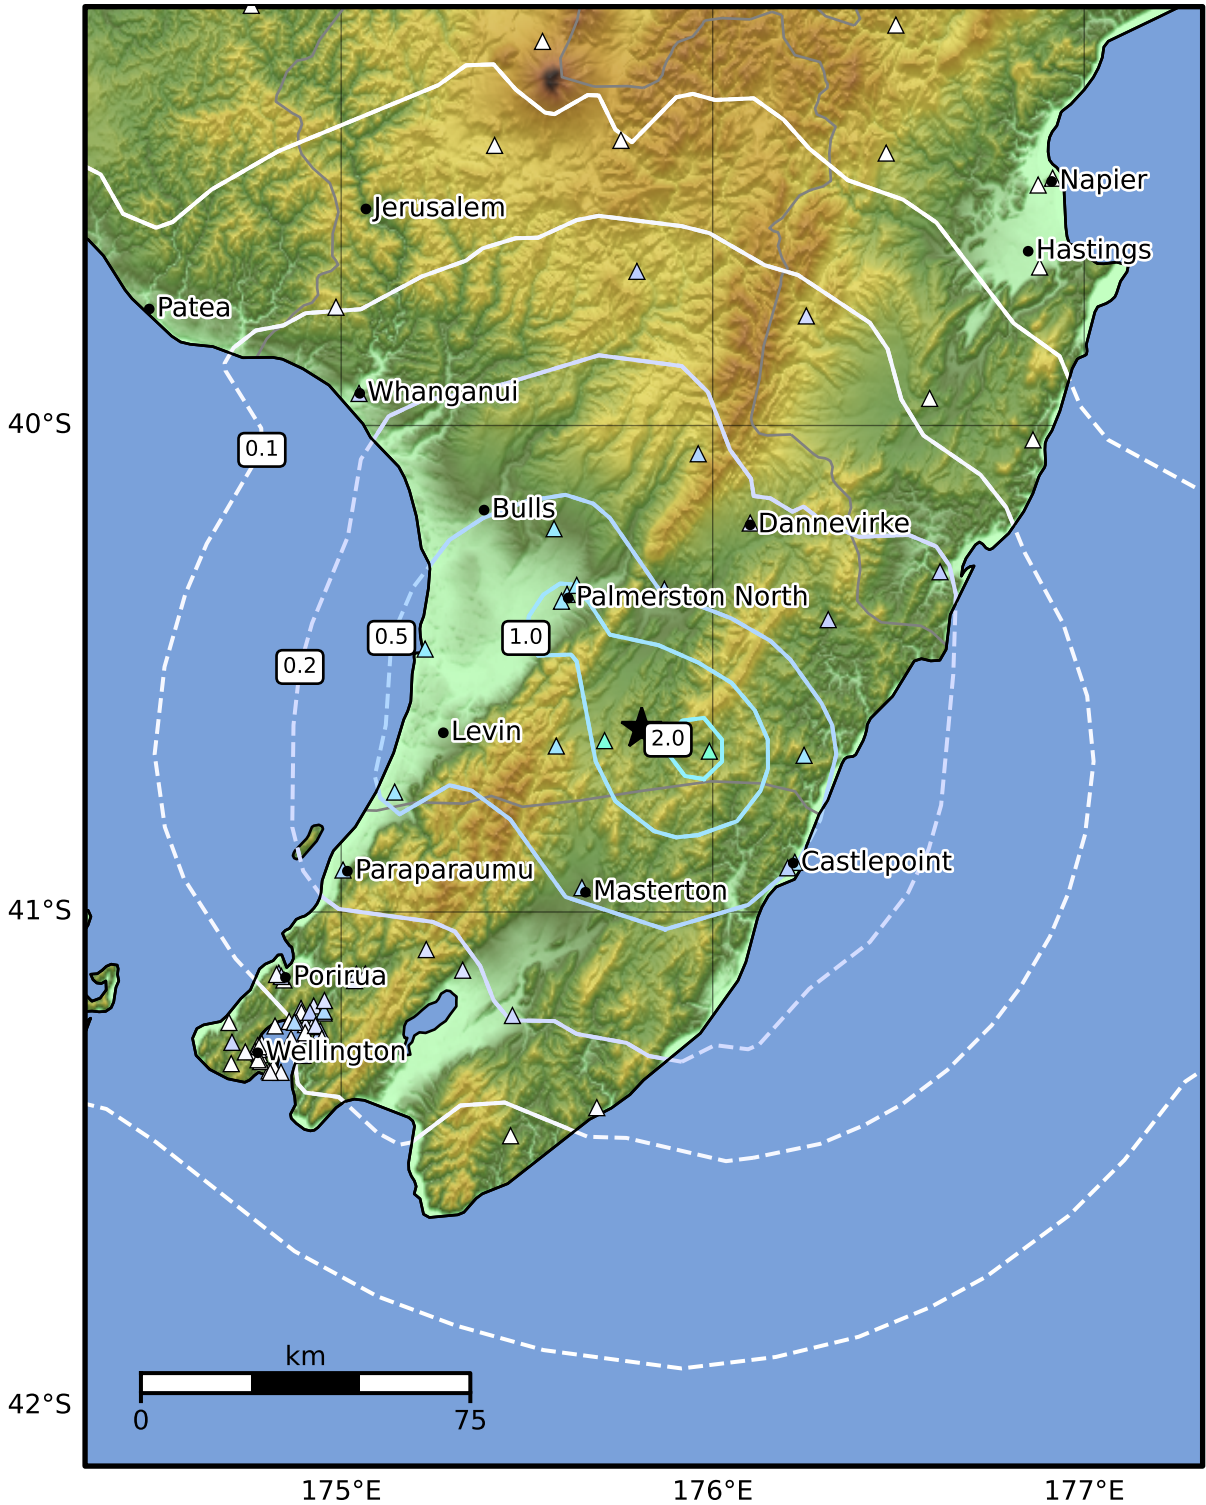 Napier
Jerusalem
Hastings
Patea
Whanganui
40°S
0.1
Bulls
Dannevirke
Palmerston North
0.5
1.0
0.2
Levin
2.0
Castlepoint
Paraparaumu
Masterton
41°S
Porirua
Wellington
km
0
75
42°S
175°E
176°E
177°E